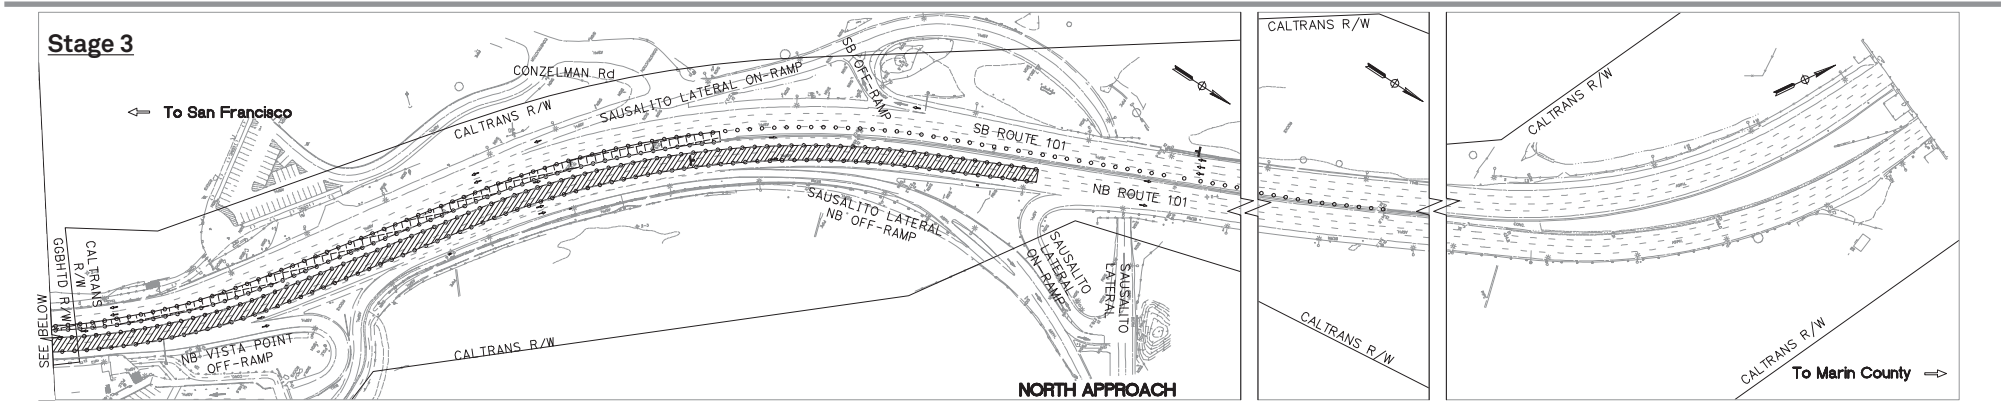 Stage 3
To San Francisco
CONZELMAN Rd
CALTRANS R/W
SAUSALITO LATERAL ON-RAMP
SB OFF-RAMP
SB ROUTE 101
NB ROUTE 101
SAUSALITO LATERAL
NB OFF-RAMP
SAUSALITO
LATERAL
ON-RAMP
SAUSALITO
LATERAL
GGBHTD R/W
CALTRANS
R/W
SEE BELOW
NB VISTA POINT
OFF-RAMP
CALTRANS R/W
NORTH APPROACH
CALTRANS R/W
CALTRANS R/W
CALTRANS R/W
CALTRANS R/W
To Marin County